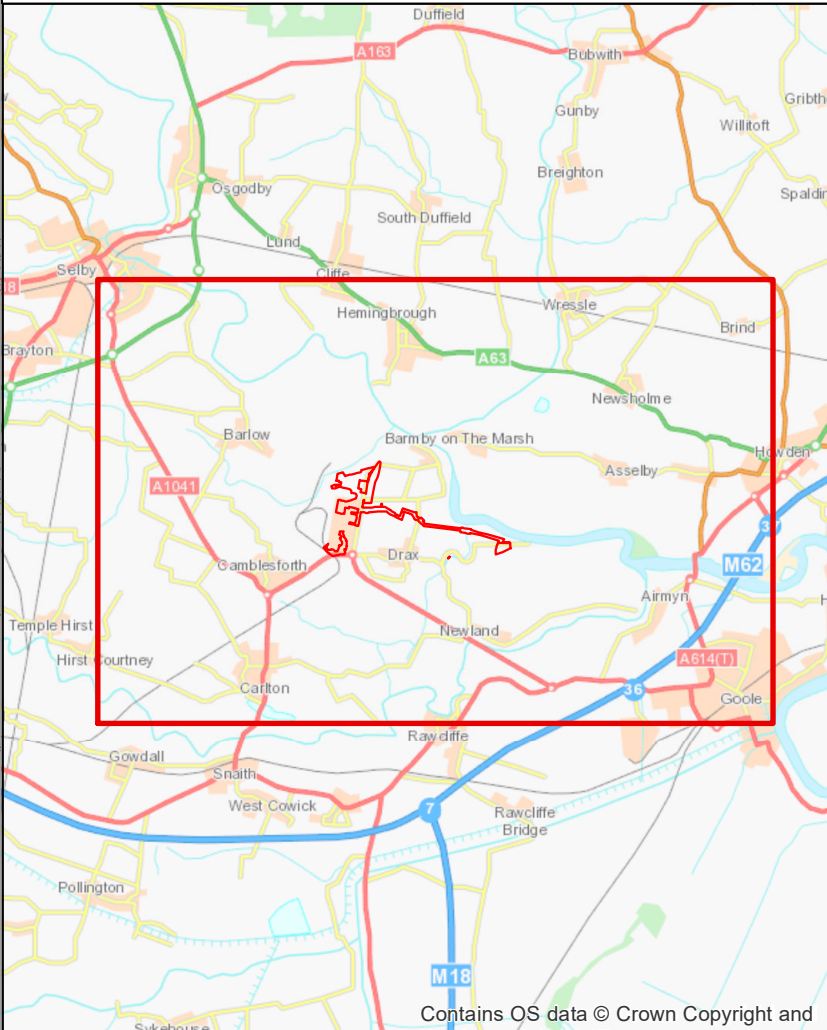 Duffield
A163
Bubwith
Gunby
Willitoft
Breighton
Osgodby
South Duffield
Lund
Selby
Cliffe
Wressle
Hemingbrough
Brind
Brayton
A63
Newsholme
Barlow
Barmby on The Marsh
Howden
Asselby
A1041
37
M62
Drax
Camblesforth
Airmyn
Temple Hirst
Newland
Hirst Courtney
A614(T)
Carlton
36
Goole
Rawcliffe
Gowdall
Snaith
West Cowick
7
Rawcliffe
Bridge
Pollington
M18
Contains OS data © Crown Copyright and
Sykehouse